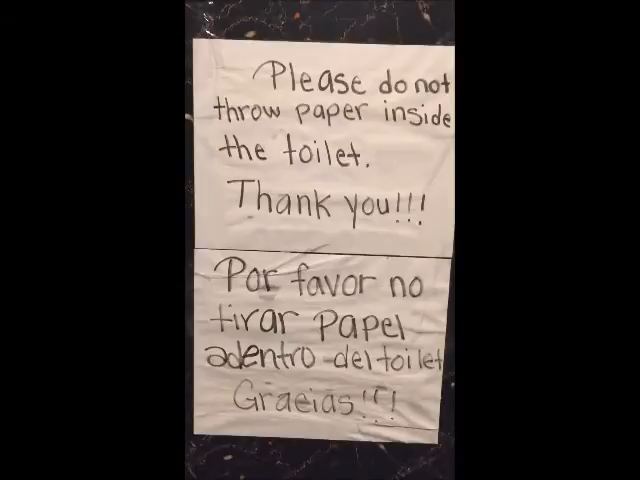 Please do not
throw paper inside
the toilet.
Thank you!!!
Por favor no
tirar Papel
adentro del toilet
Gracias!!!